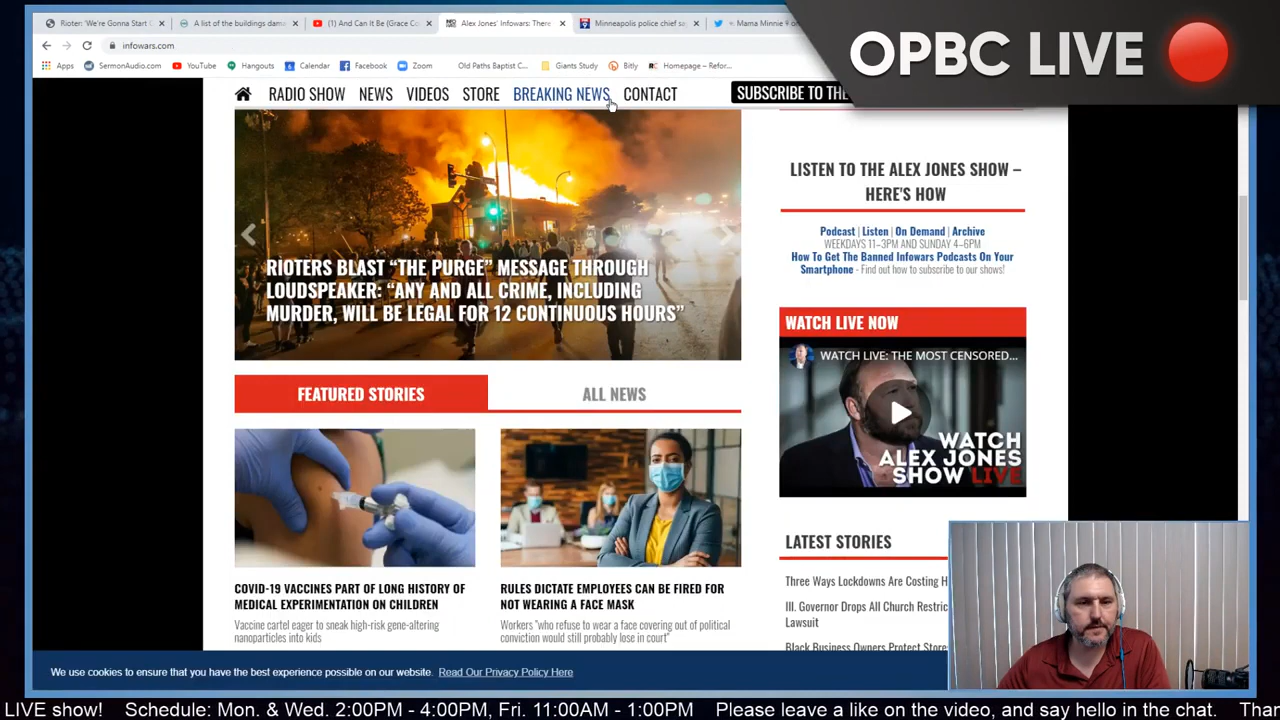 Rioter: 'We're Gonna Start
A list of the buildings dama
(1) And Can It Be (Grace Co
Alex Jones' Infowars: There
Minneapolis police chief sa
Mama Minnie 9 on
infowars.com
Apps SermonAudio.com YouTube Hangouts Calendar Facebook Zoom Old Paths Baptist C... Giants Study Bitly Homepage – Refor...
OPBC LIVE
RADIO SHOW NEWS VIDEOS STORE BREAKING NEWS CONTACT SUBSCRIBE TO THE
RIOTERS BLAST “THE PURGE” MESSAGE THROUGH
LOUDSPEAKER: “ANY AND ALL CRIME, INCLUDING
MURDER, WILL BE LEGAL FOR 12 CONTINUOUS HOURS”
LISTEN TO THE ALEX JONES SHOW –
HERE'S HOW
Podcast | Listen | On Demand | Archive
WEEKDAYS 11–3PM AND SUNDAY 4–6PM
How To Get The Banned Infowars Podcasts On Your
Smartphone - Find out how to subscribe to our shows!
WATCH LIVE NOW
WATCH LIVE: THE MOST CENSORED...
WATCH
ALEX JONES
SHOW LIVE
FEATURED STORIES ALL NEWS
COVID-19 VACCINES PART OF LONG HISTORY OF
MEDICAL EXPERIMENTATION ON CHILDREN
Vaccine cartel eager to sneak high-risk gene-altering
nanoparticles into kids
RULES DICTATE EMPLOYEES CAN BE FIRED FOR
NOT WEARING A FACE MASK
Workers "who refuse to wear a face covering out of political
conviction would still probably lose in court"
LATEST STORIES
Three Ways Lockdowns Are Costing H
Ill. Governor Drops All Church Restric
Lawsuit
Black Business Owners Protect Store
We use cookies to ensure that you have the best experience possible on our website. Read Our Privacy Policy Here
LIVE show! Schedule: Mon. & Wed. 2:00PM - 4:00PM, Fri. 11:00AM - 1:00PM Please leave a like on the video, and say hello in the chat. Than